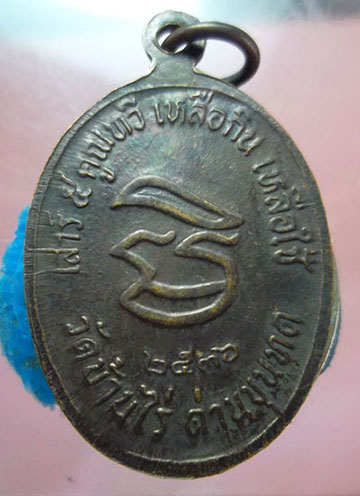 เสาร์ ๕ คูณทวี เหลือกิน เหลือใช้
๒๕๓๖
วัดบ้านไร่ ด่านขุนทด